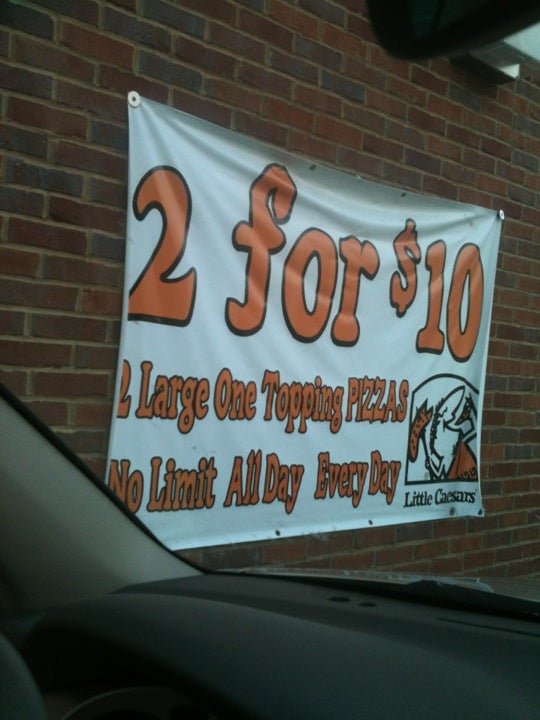 2 for $10
2 Large One Topping PIZZAS
No Limit All Day Every Day
Little Caesars